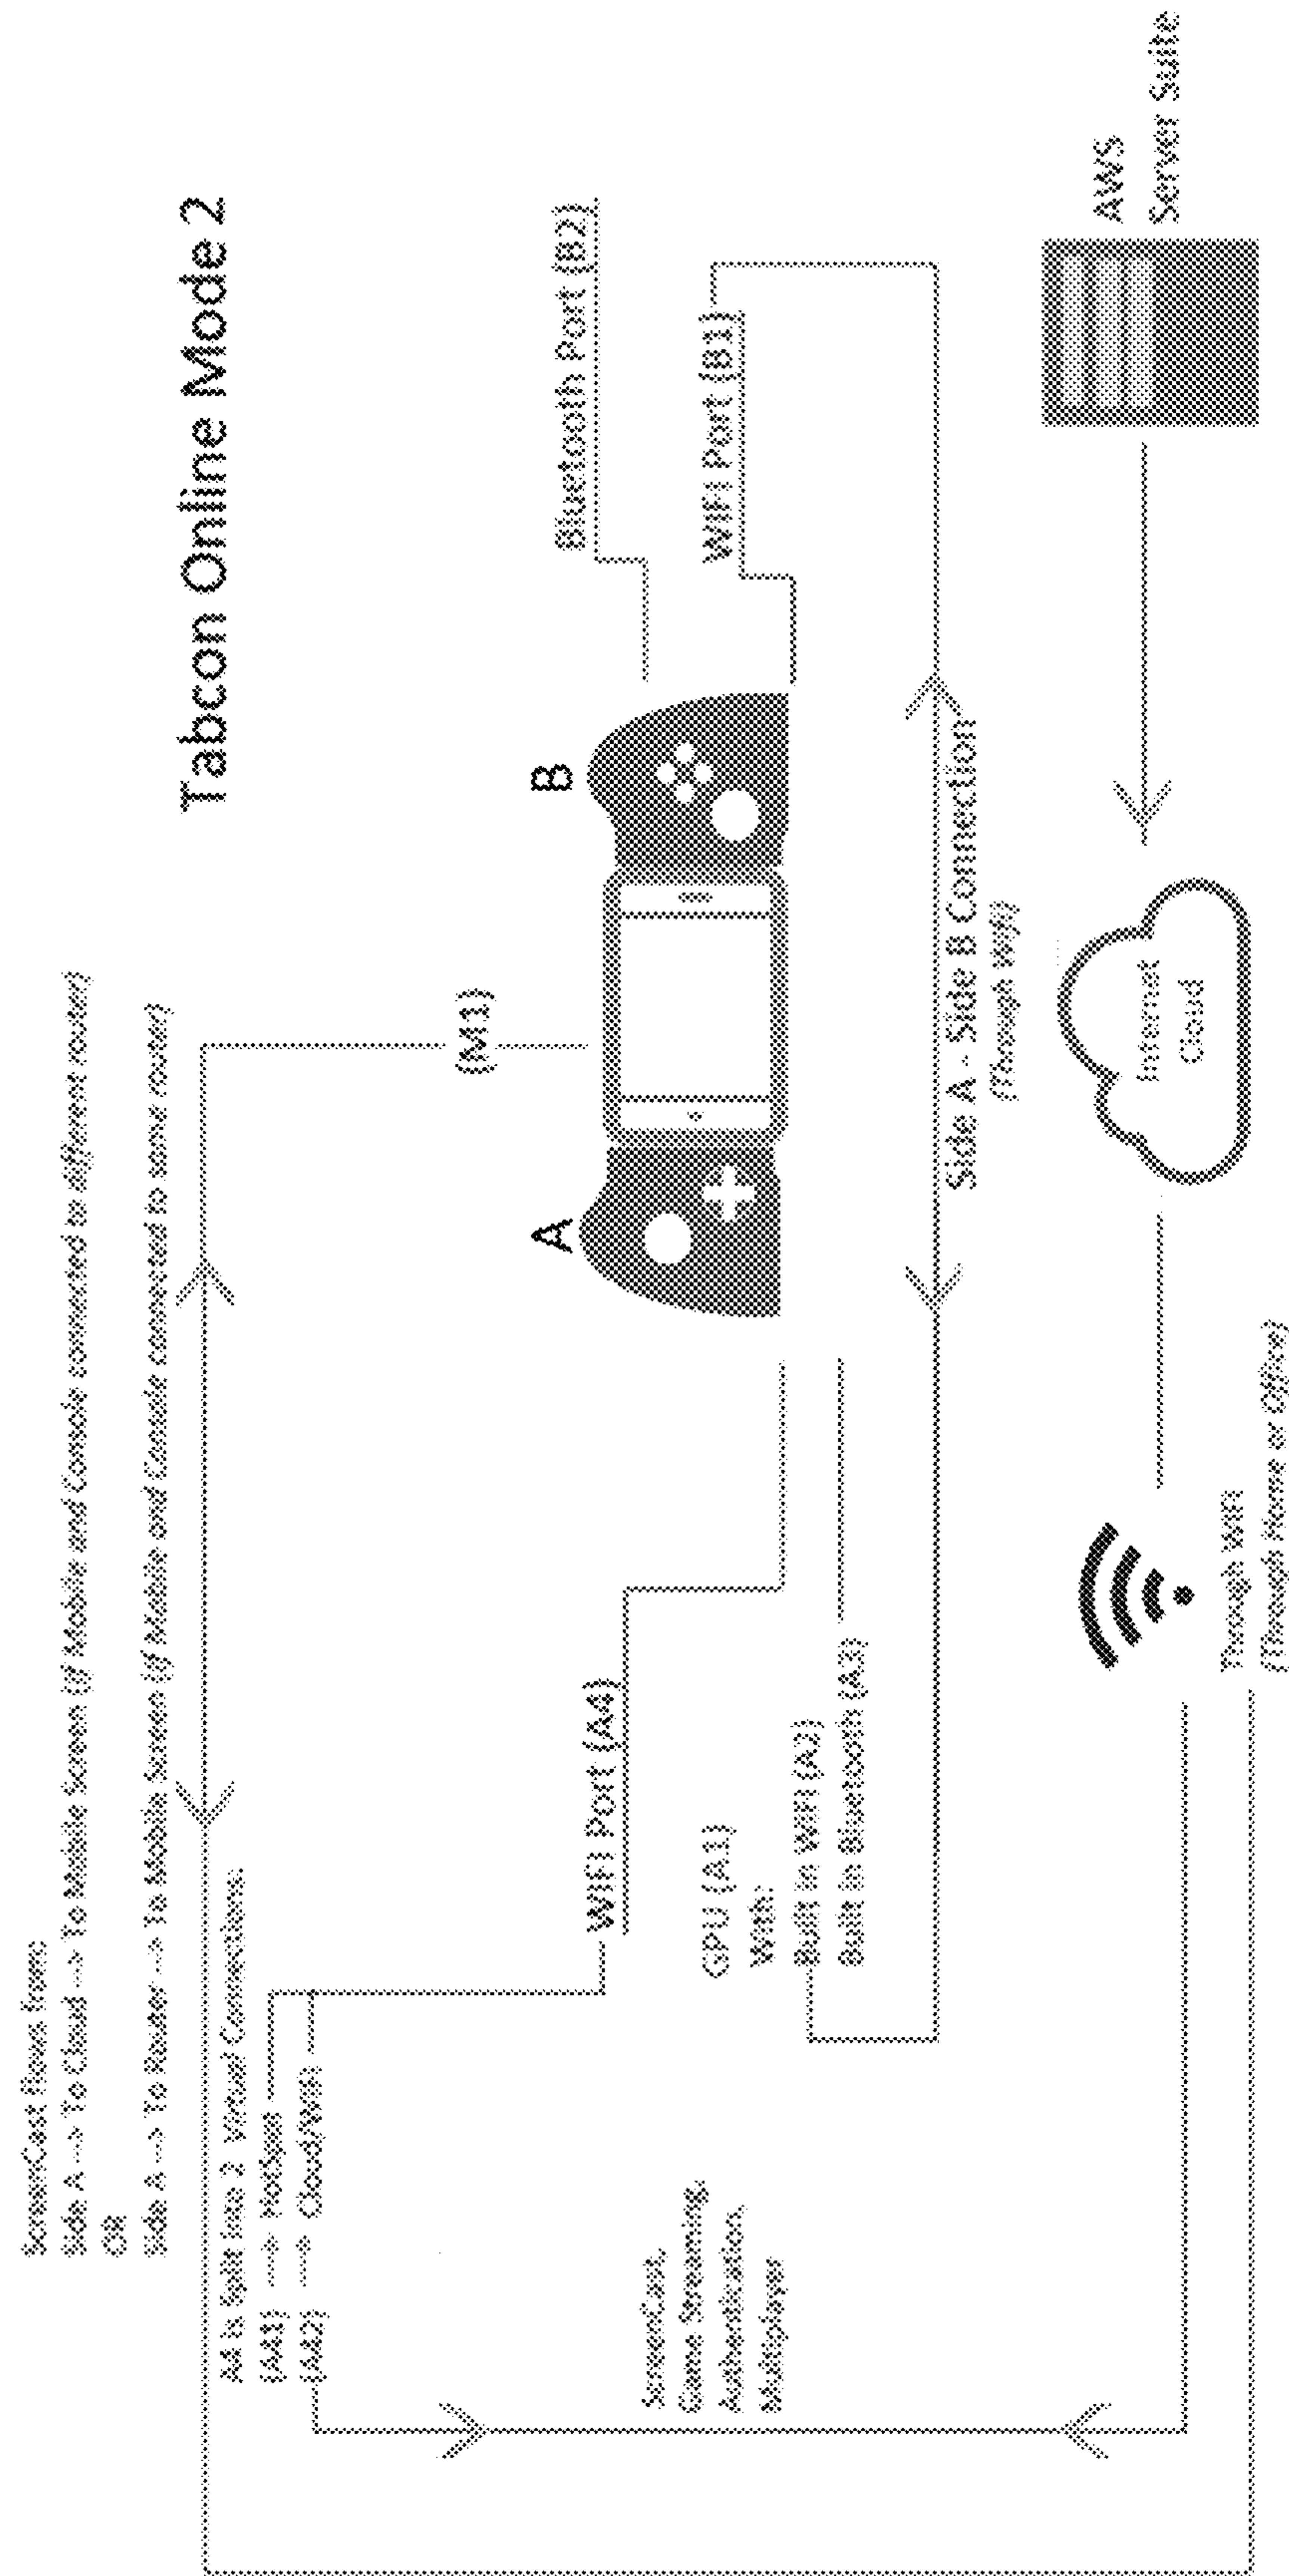 Tabcon Online Mode 2
ScreenCast flows from:
Side A --> To Cloud --> To Mobile Screen (if Mobile and Console connected to different router)
OR
Side A --> To Router --> To Mobile Screen (if Mobile and Console connected to same router)
A4 is Split into 2 Virtual Connections:
(AA1) --> HotSpot
(AA2) --> Cloud/WIFI
(M1)
A
B
Bluetooth Port (B2)
WIFI Port (B1)
WIFI Port (A4)
GPU (A1)
With:
Built in WIFI (A2)
Built in Bluetooth (A3)
ScreenCast,
Game Streaming,
Authentication,
Multiplayer
Side A - Side B Connection
(Through Wifi)
Through WIFI
(Through Home or Office)
Internet
Cloud
AWS
Server Suite